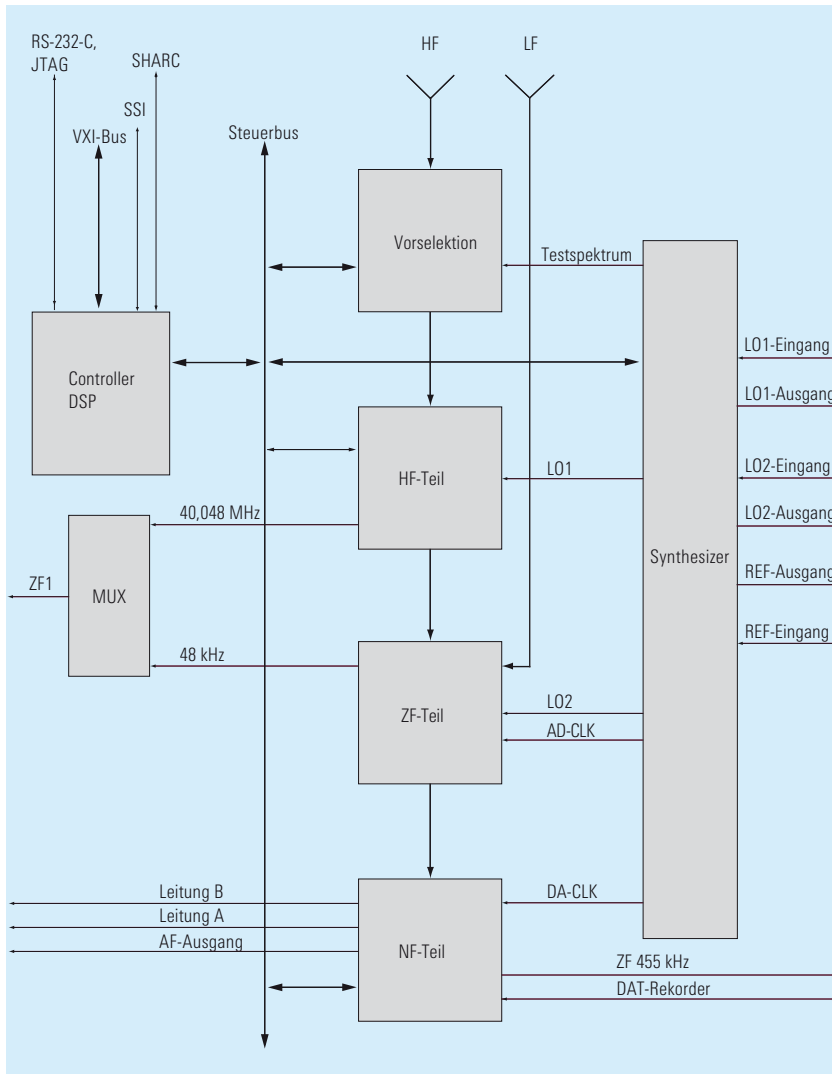 RS-232-C,
JTAG
SHARC
SSI
VXI-Bus
Steuerbus
HF
LF
Vorselektion
Testspektrum
Controller
DSP
LO1-Eingang
LO1-Ausgang
HF-Teil
LO1
LO2-Eingang
LO2-Ausgang
40,048 MHz
Synthesizer
ZF1
MUX
REF-Ausgang
REF-Eingang
48 kHz
ZF-Teil
LO2
AD-CLK
Leitung B
Leitung A
AF-Ausgang
NF-Teil
DA-CLK
ZF 455 kHz
DAT-Rekorder